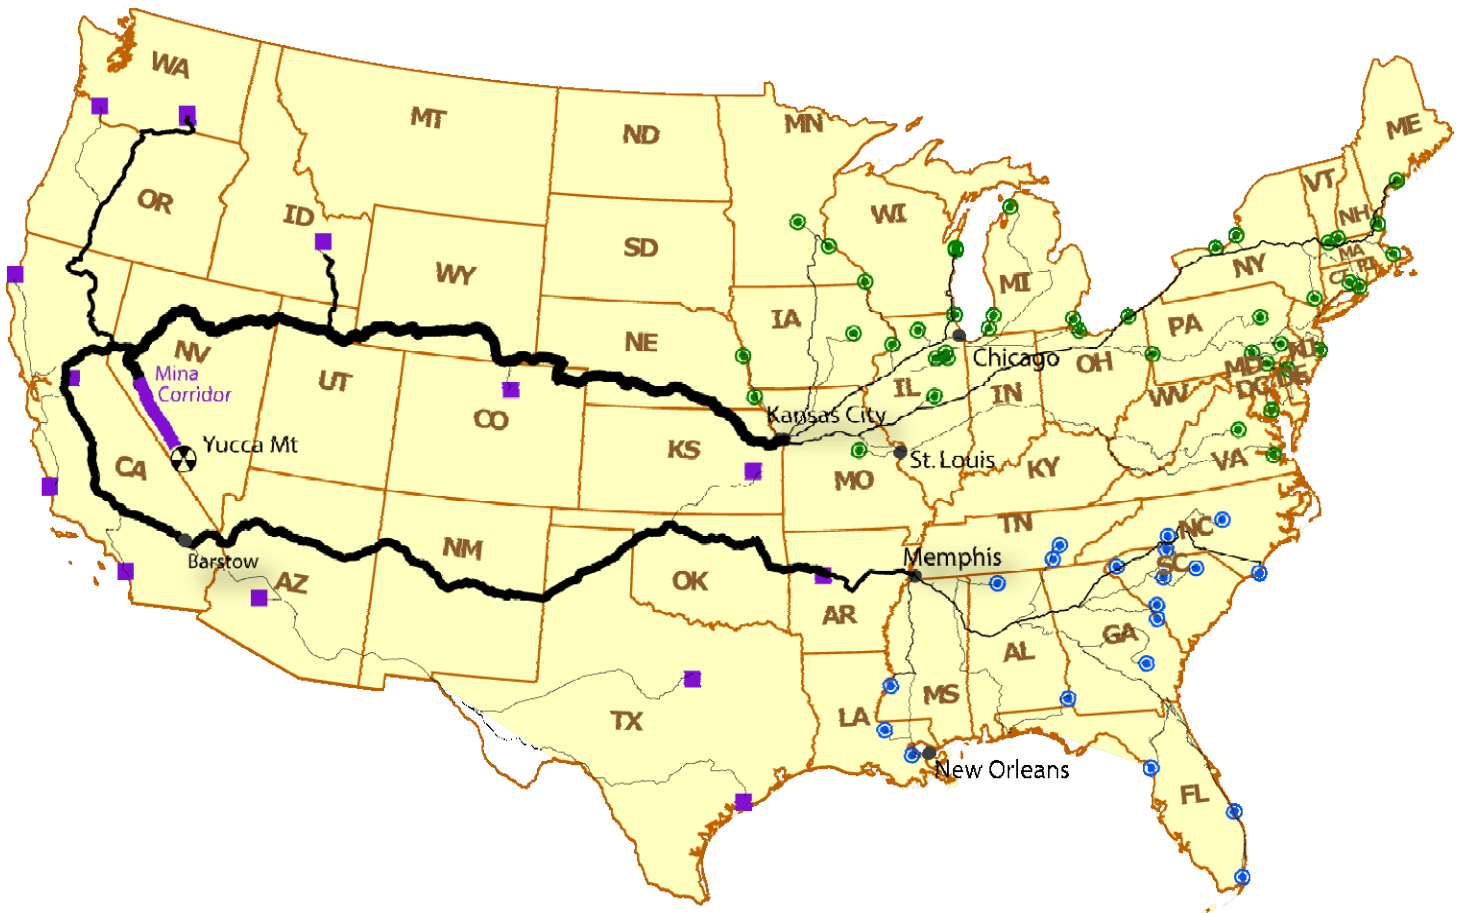 WA
MT
ND
MN
ME
OR
ID
WI
VT
NH
SD
WY
MI
NY
MA
CT
RI
IA
NE
PA
NV
Chicago
OH
NJ
MD
DE
DC
Mina
Corridor
UT
CO
IL
IN
WV
Kansas City
Yucca Mt
KS
St. Louis
VA
CA
MO
KY
TN
NC
NM
Memphis
SC
Barstow
AZ
OK
AR
GA
AL
MS
TX
LA
New Orleans
FL